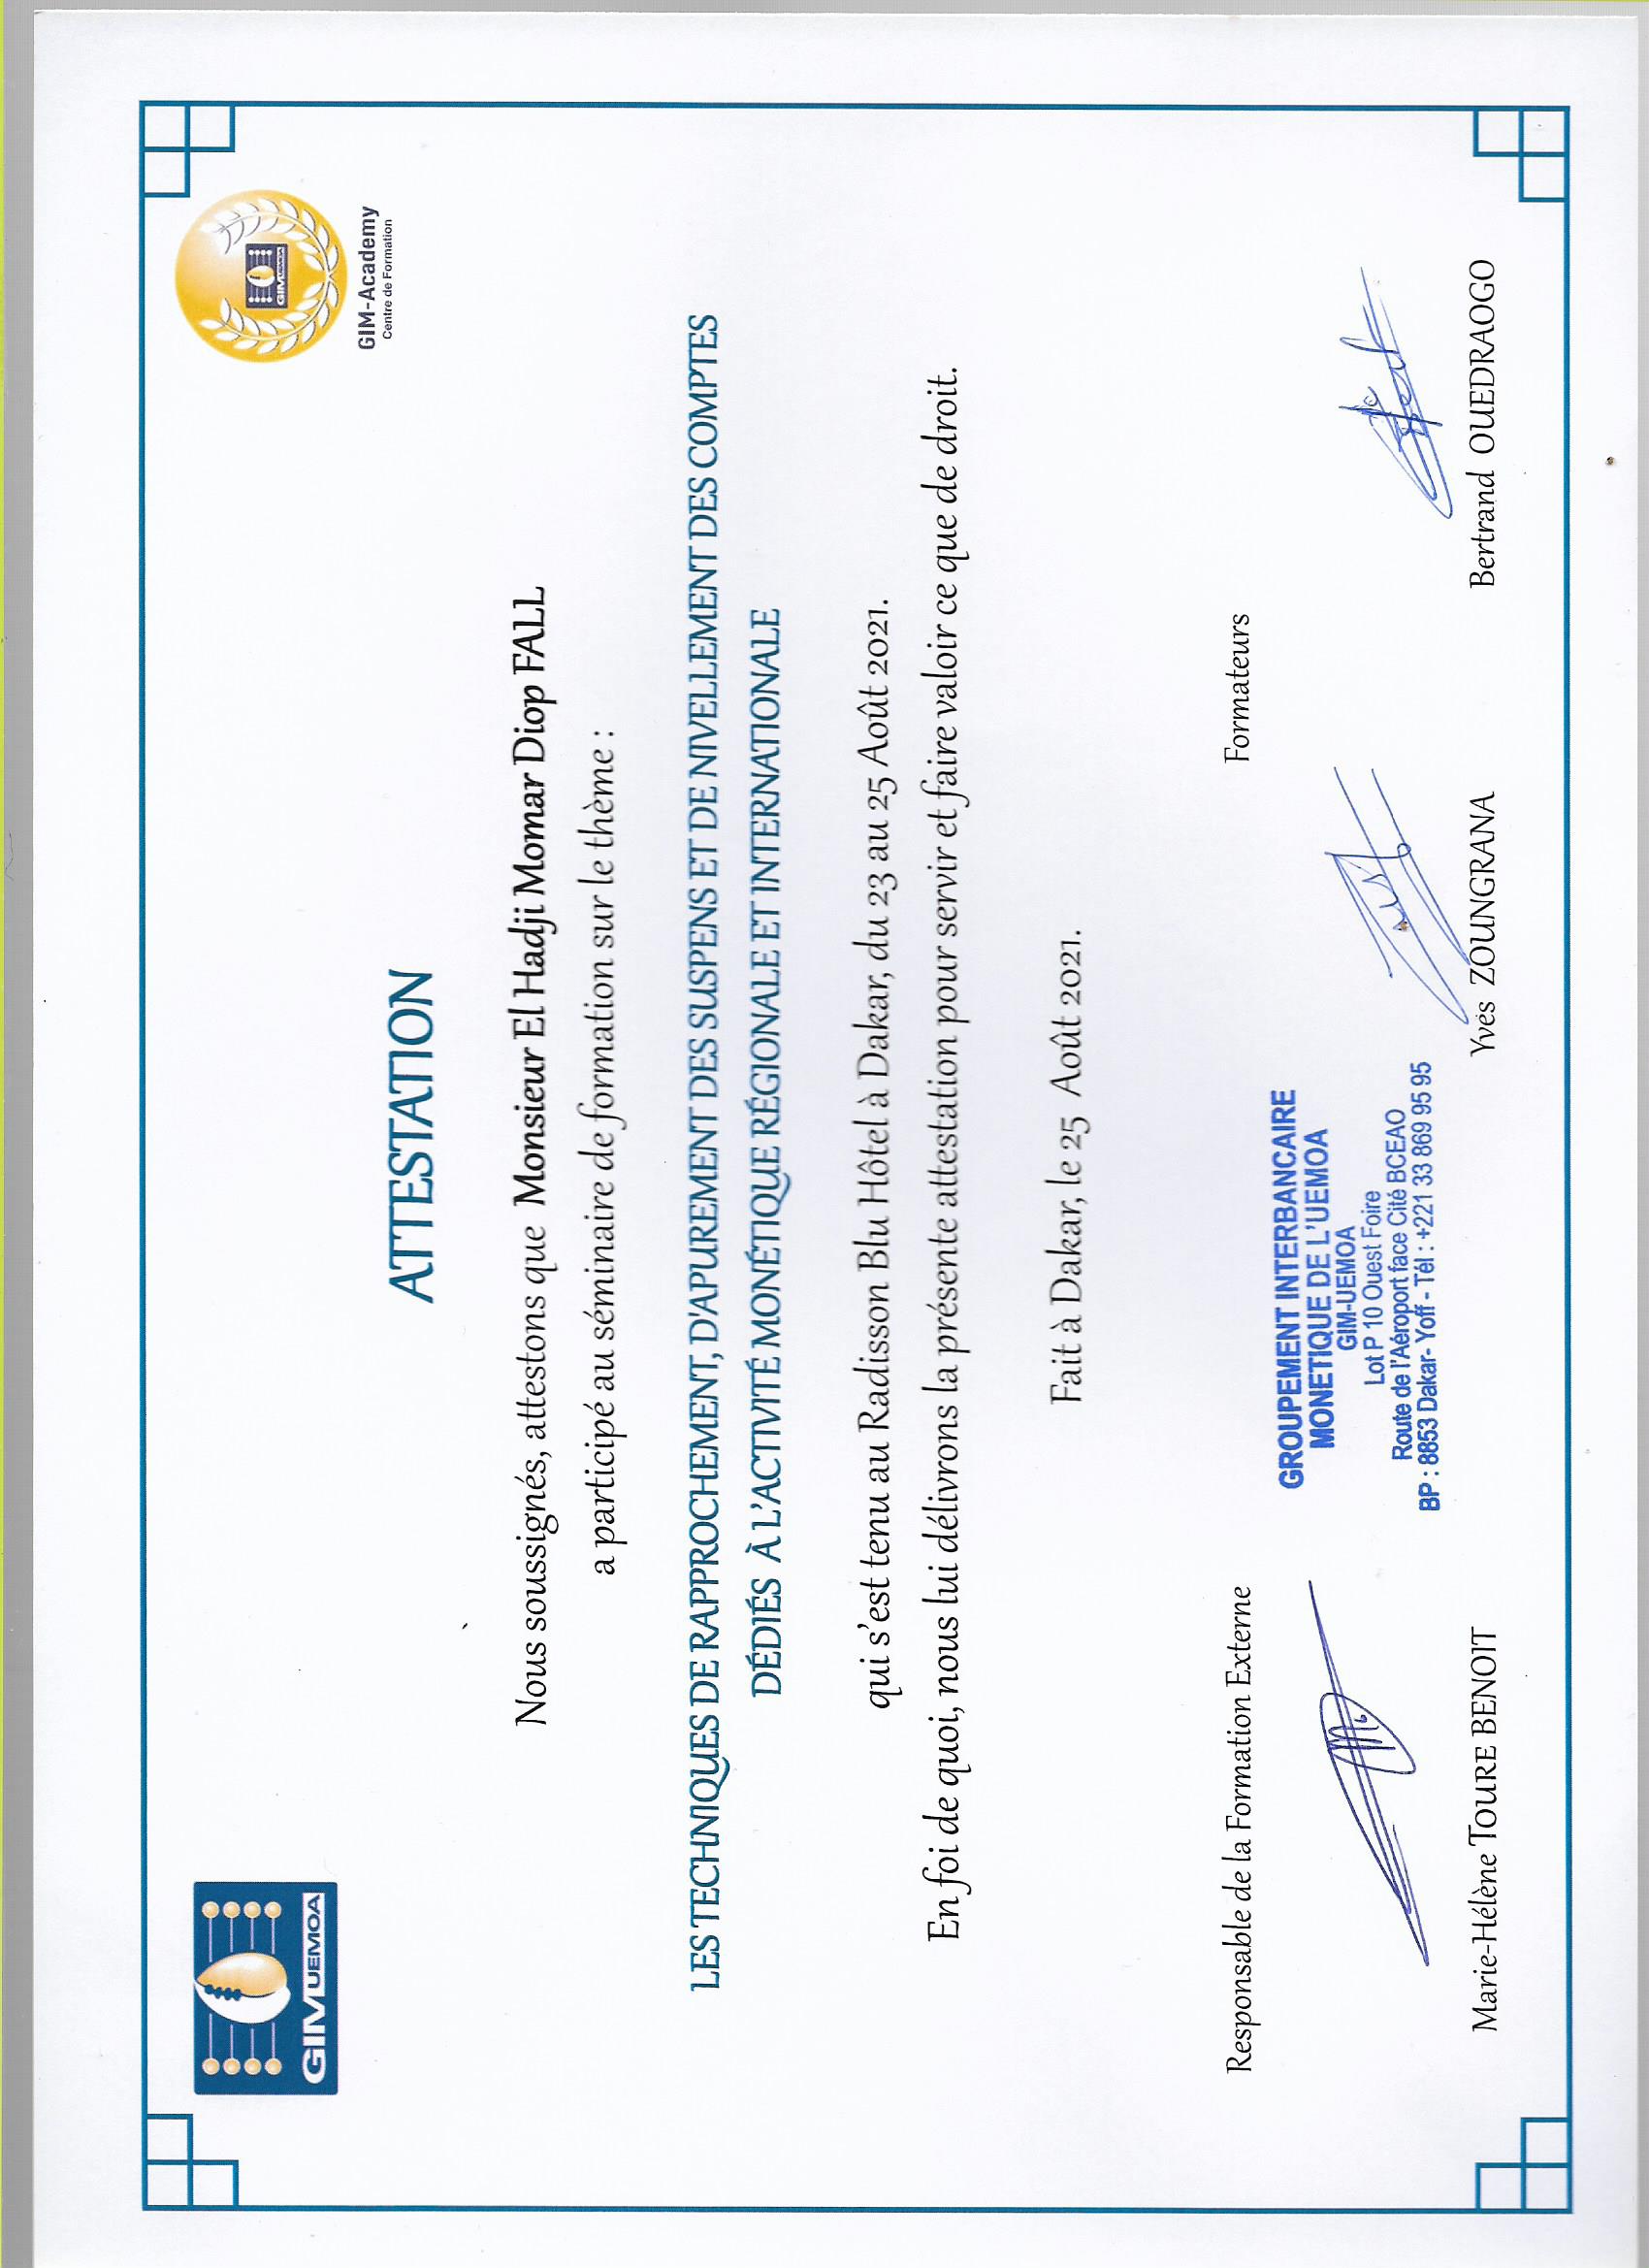 GIM UEMOA
GIM UEMOA
GIM-Academy
Centre de Formation
ATTESTATION
Nous soussignés, attestons que Monsieur El Hadji Momar Diop FALL
a participé au séminaire de formation sur le thème :
LES TECHNIQUES DE RAPPROCHEMENT, D'APUREMENT DES SUSPENS ET DE NIVELLEMENT DES COMPTES
DÉDIÉS À L'ACTIVITÉ MONÉTIQUE RÉGIONALE ET INTERNATIONALE
qui s'est tenu au Radisson Blu Hôtel à Dakar, du 23 au 25 Août 2021.
En foi de quoi, nous lui délivrons la présente attestation pour servir et faire valoir ce que de droit.
Fait à Dakar, le 25 Août 2021.
Responsable de la Formation Externe
Formateurs
GROUPEMENT INTERBANCAIRE
MONETIQUE DE L'UEMOA
GIM-UEMOA
Lot P 10 Ouest Foire
Route de l'Aéroport face Cité BCEAO
BP : 8853 Dakar- Yoff - Tél : +221 33 869 95 95
Marie-Hélène TOURE BENOIT
Yves ZOUNGRANA
Bertrand OUEDRAOGO